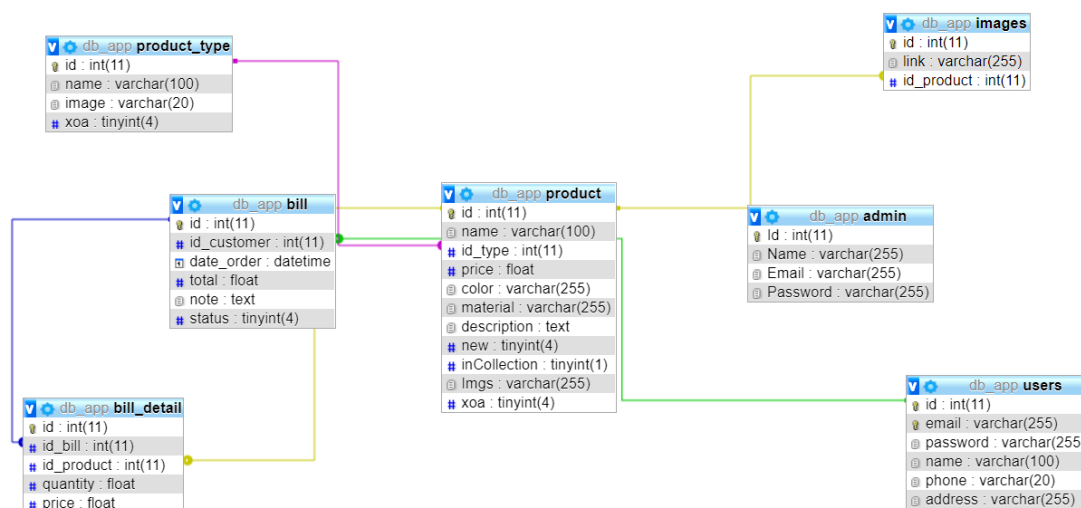 db_app product_type
id : int(11)
name : varchar(100)
image : varchar(20)
xoa : tinyint(4)
db_app images
id : int(11)
link : varchar(255)
id_product : int(11)
db_app bill
id : int(11)
id_customer : int(11)
date_order : datetime
total : float
note : text
status : tinyint(4)
db_app product
id : int(11)
name : varchar(100)
id_type : int(11)
price : float
color : varchar(255)
material : varchar(255)
description : text
new : tinyint(4)
inCollection : tinyint(1)
Imgs : varchar(255)
xoa : tinyint(4)
db_app admin
Id : int(11)
Name : varchar(255)
Email : varchar(255)
Password : varchar(255)
db_app bill_detail
id : int(11)
id_bill : int(11)
id_product : int(11)
quantity : float
price : float
db_app users
id : int(11)
email : varchar(255)
password : varchar(255
name : varchar(100)
phone : varchar(20)
address : varchar(255)